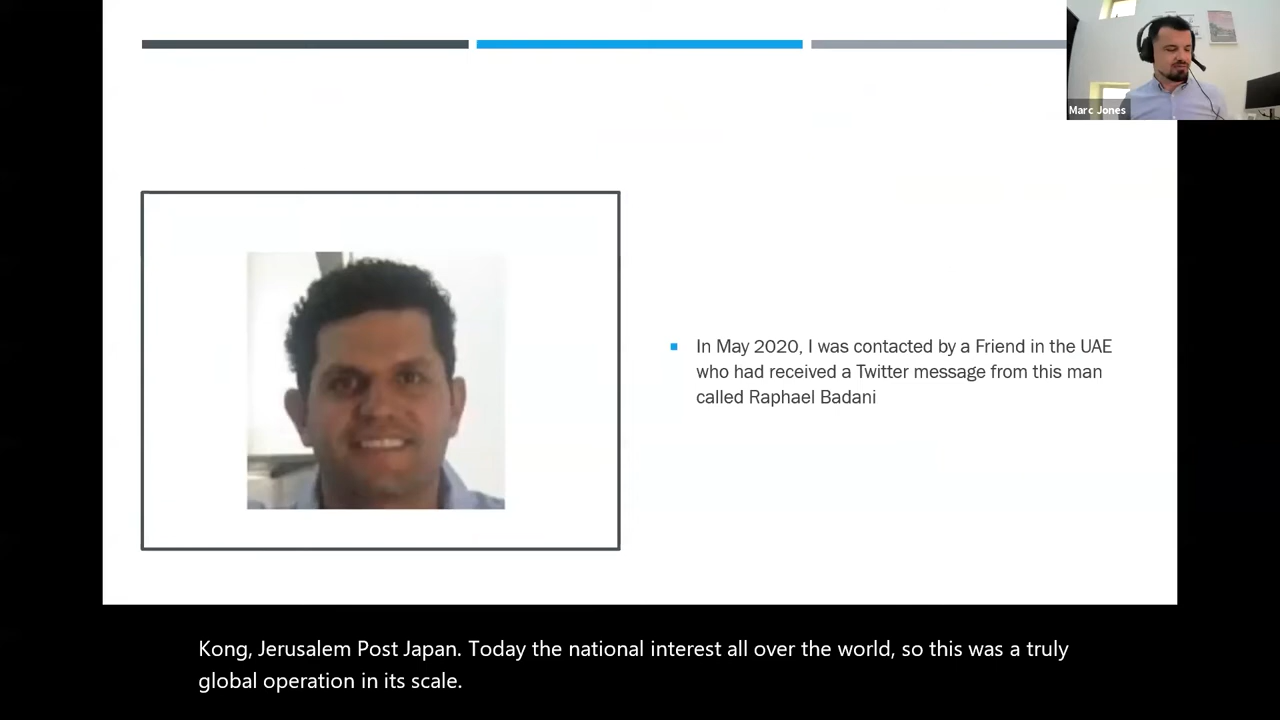 Marc Jones
In May 2020, I was contacted by a Friend in the UAE
who had received a Twitter message from this man
called Raphael Badani
Kong, Jerusalem Post Japan. Today the national interest all over the world, so this was a truly
global operation in its scale.